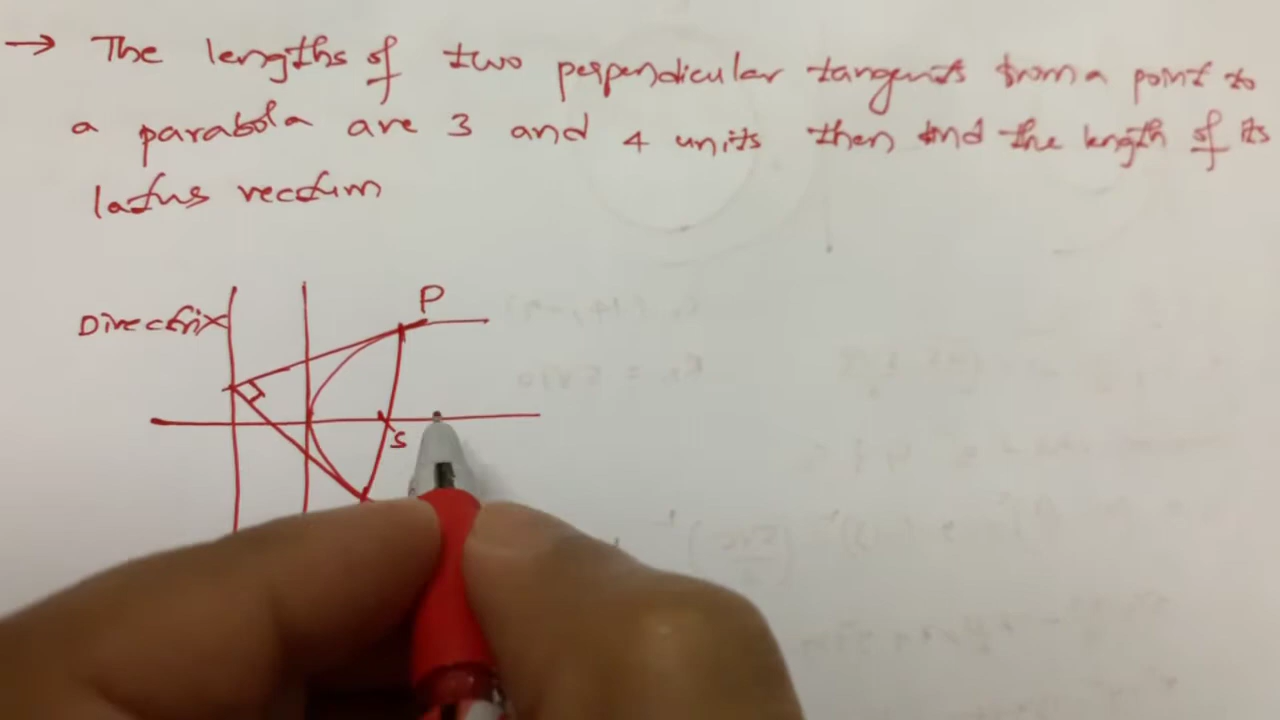 → The lengths of two perpendicular tangents from a point to
a parabola are 3 and 4 units then find the length of its
latus rectum
Directrix
P
S